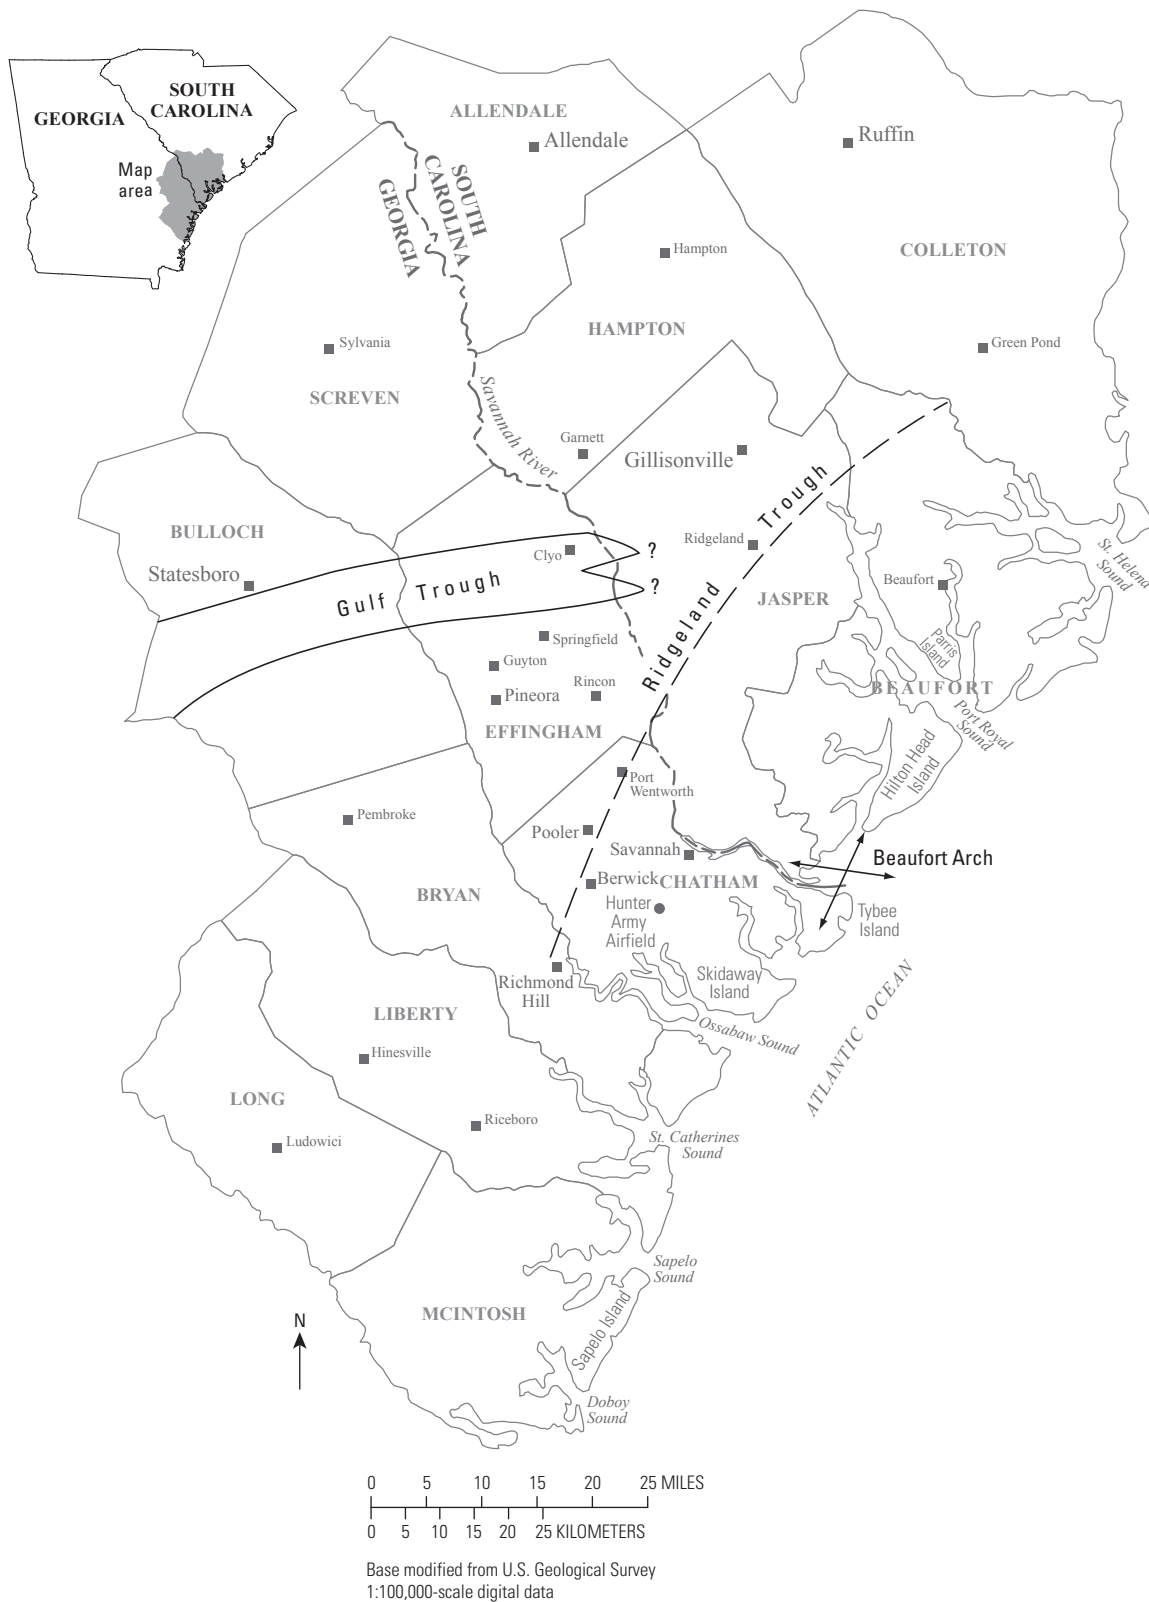 GEORGIA
SOUTH
CAROLINA
Map
area
ALLENDALE
Allendale
Ruffin
SOUTH
CAROLINA
GEORGIA
Hampton
COLLETON
HAMPTON
Sylvania
Green Pond
SCREVEN
Savannah River
Garnett
Gillisonville
BULLOCH
Statesboro
Clyo
?
?
Gulf Trough
Ridgeland Trough
Ridgeland
JASPER
Beaufort
St. Helena
Sound
Parris
Island
BEAUFORT
Port Royal
Sound
Springfield
Guyton
Rincon
Pineora
EFFINGHAM
Hilton Head
Island
Port
Wentworth
Pembroke
Pooler
Savannah
Beaufort Arch
Berwick
CHATHAM
BRYAN
Hunter
Army
Airfield
Tybee
Island
Skidaway
Island
Richmond
Hill
Ossabaw Sound
ATLANTIC OCEAN
LIBERTY
Hinesville
LONG
Riceboro
Ludowici
St. Catherines
Sound
Sapelo
Sound
MCINTOSH
Sapelo Island
Doboy
Sound
N
0 5 10 15 20 25 MILES
0 5 10 15 20 25 KILOMETERS
Base modified from U.S. Geological Survey
1:100,000-scale digital data